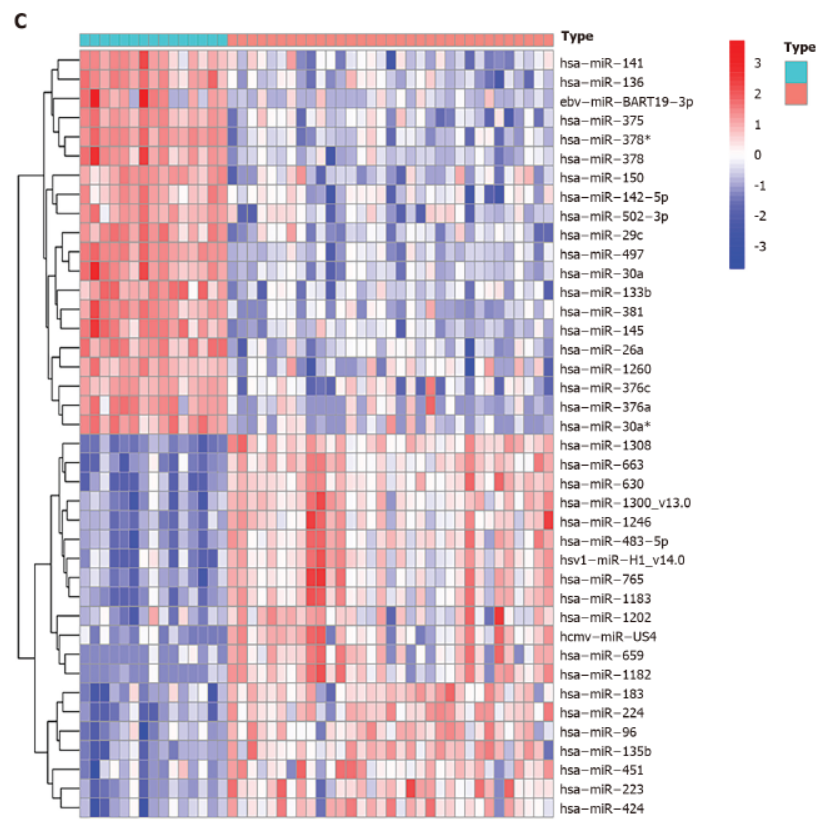 C
Type
hsa-miR-141
hsa-miR-136
ebv-miR-BART19-3p
hsa-miR-375
hsa-miR-378*
hsa-miR-378
hsa-miR-150
hsa-miR-142-5p
hsa-miR-502-3p
hsa-miR-29c
hsa-miR-497
hsa-miR-30a
hsa-miR-133b
hsa-miR-381
hsa-miR-145
hsa-miR-26a
hsa-miR-1260
hsa-miR-376c
hsa-miR-376a
hsa-miR-30a*
hsa-miR-1308
hsa-miR-663
hsa-miR-630
hsa-miR-1300_v13.0
hsa-miR-1246
hsa-miR-483-5p
hsv1-miR-H1_v14.0
hsa-miR-765
hsa-miR-1183
hsa-miR-1202
hcmv-miR-US4
hsa-miR-659
hsa-miR-1182
hsa-miR-183
hsa-miR-224
hsa-miR-96
hsa-miR-135b
hsa-miR-451
hsa-miR-223
hsa-miR-424
3
2
1
0
-1
-2
-3
Type